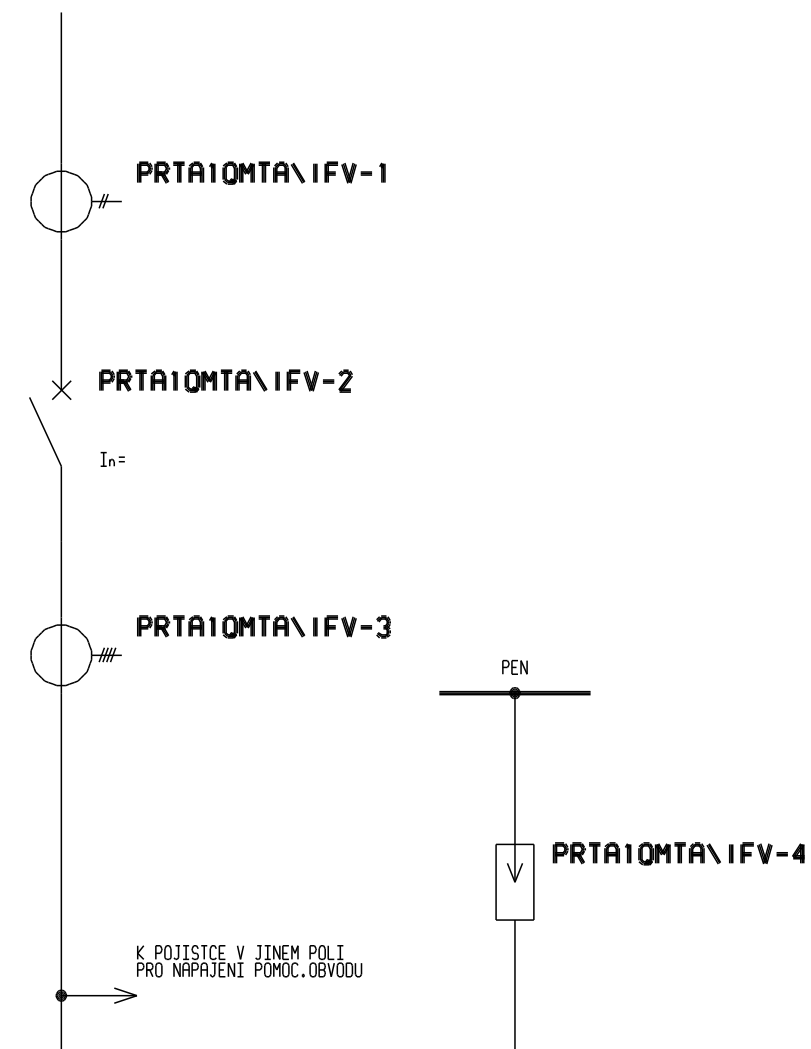 PRTA1QMTA\IFV-1
PRTA1QMTA\IFV-2
In=
PRTA1QMTA\IFV-3
PEN
PRTA1QMTA\IFV-4
K POJISTCE V JINEM POLI
PRO NAPAJENI POMOC.OBVODU